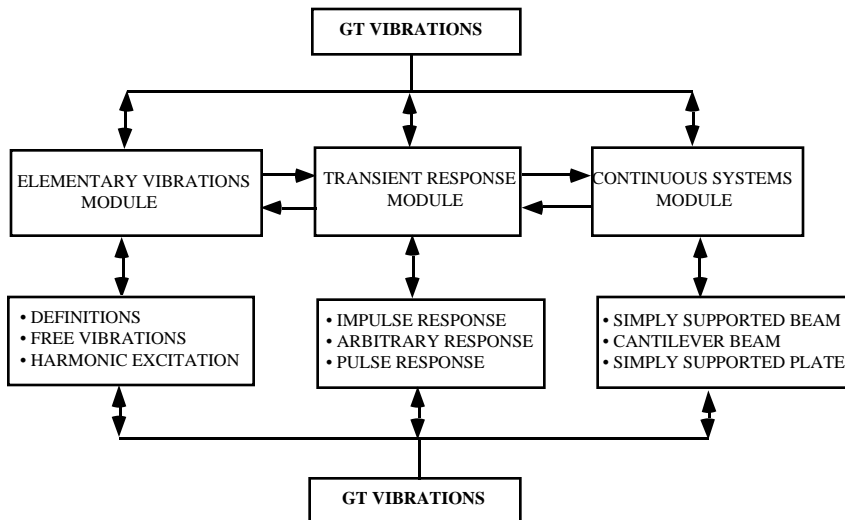 GT VIBRATIONS
ELEMENTARY VIBRATIONS
MODULE
TRANSIENT RESPONSE
MODULE
CONTINUOUS SYSTEMS
MODULE
• DEFINITIONS
• FREE VIBRATIONS
• HARMONIC EXCITATION
• IMPULSE RESPONSE
• ARBITRARY RESPONSE
• PULSE RESPONSE
• SIMPLY SUPPORTED BEAM
• CANTILEVER BEAM
• SIMPLY SUPPORTED PLATE
GT VIBRATIONS